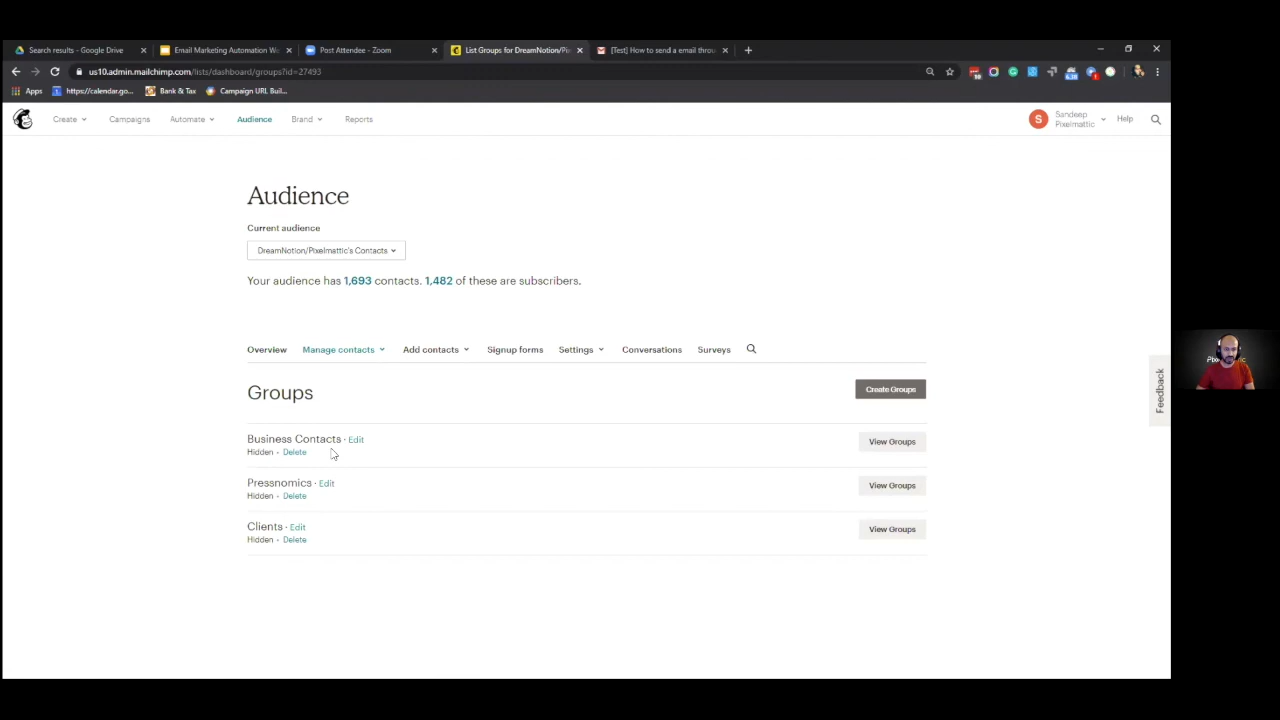 Search results - Google Drive
Email Marketing Automation W
Post Attendee - Zoom
List Groups for DreamNotion/Pi
[Test] How to send a email throu
us10.admin.mailchimp.com/lists/dashboard/groups?id=27493
Apps
https://calendar.go...
Bank & Tax
Campaign URL Buil...
Create
Campaigns
Automate
Audience
Brand
Reports
S
Sandeep
Pixelmattic
Help
Audience
Current audience
DreamNotion/Pixelmattic's Contacts
Your audience has 1,693 contacts. 1,482 of these are subscribers.
Overview
Manage contacts
Add contacts
Signup forms
Settings
Conversations
Surveys
Groups
Create Groups
Business Contacts · Edit
Hidden · Delete
View Groups
Pressnomics · Edit
Hidden · Delete
View Groups
Clients · Edit
Hidden · Delete
View Groups
Feedback